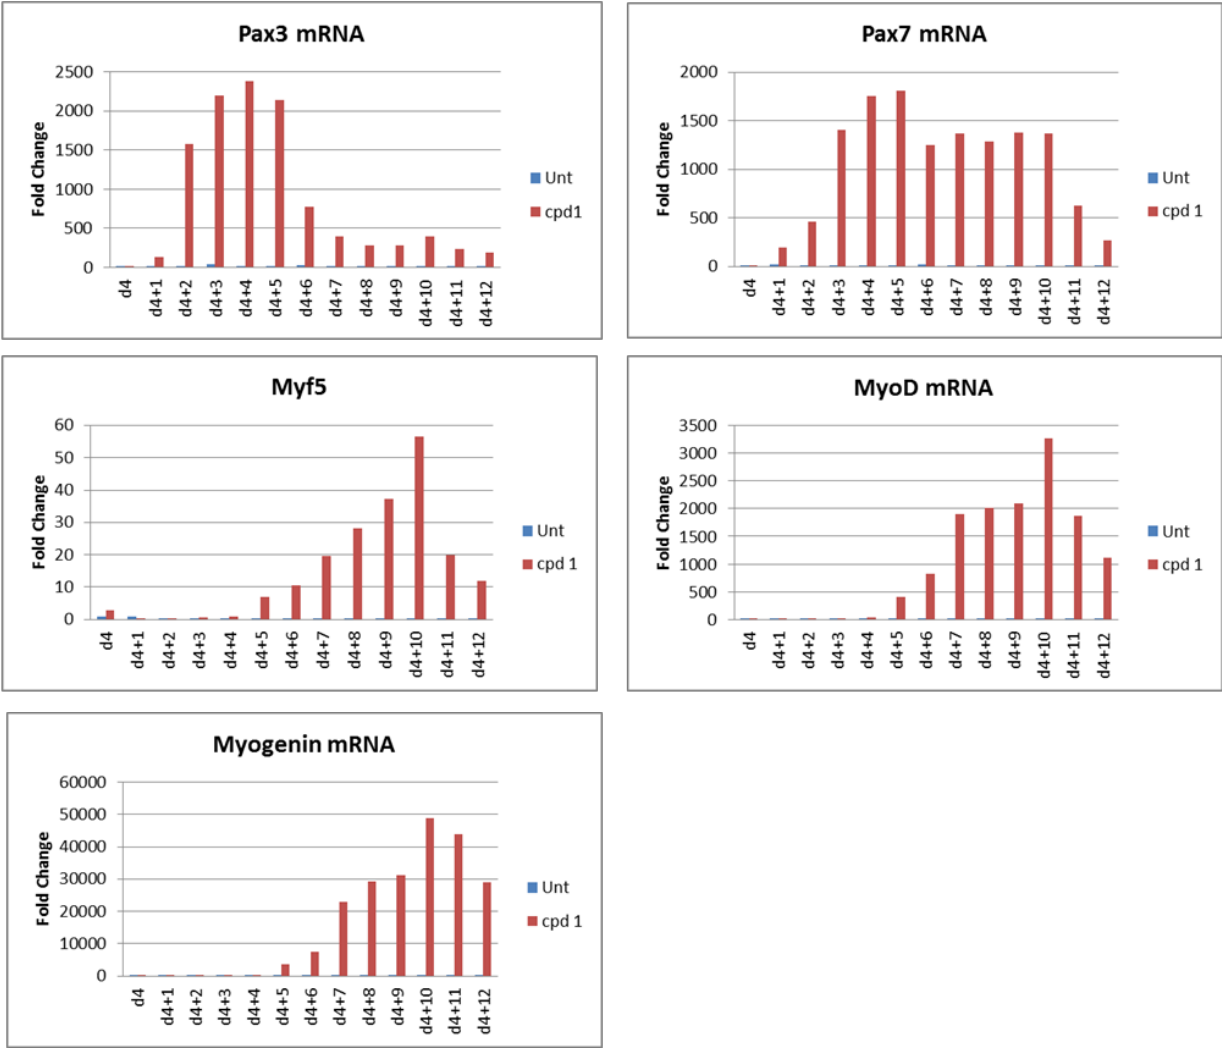 Pax3 mRNA
Fold Change
2500
2000
1500
1000
500
0
d4
d4+1
d4+2
d4+3
d4+4
d4+5
d4+6
d4+7
d4+8
d4+9
d4+10
d4+11
d4+12
Unt
cpd1
Pax7 mRNA
Fold Change
2000
1500
1000
500
0
d4
d4+1
d4+2
d4+3
d4+4
d4+5
d4+6
d4+7
d4+8
d4+9
d4+10
d4+11
d4+12
Unt
cpd 1
Myf5
Fold Change
60
50
40
30
20
10
0
d4
d4+1
d4+2
d4+3
d4+4
d4+5
d4+6
d4+7
d4+8
d4+9
d4+10
d4+11
d4+12
Unt
cpd 1
MyoD mRNA
Fold Change
3500
3000
2500
2000
1500
1000
500
0
d4
d4+1
d4+2
d4+3
d4+4
d4+5
d4+6
d4+7
d4+8
d4+9
d4+10
d4+11
d4+12
Unt
cpd 1
Myogenin mRNA
Fold Change
60000
50000
40000
30000
20000
10000
0
d4
d4+1
d4+2
d4+3
d4+4
d4+5
d4+6
d4+7
d4+8
d4+9
d4+10
d4+11
d4+12
Unt
cpd 1